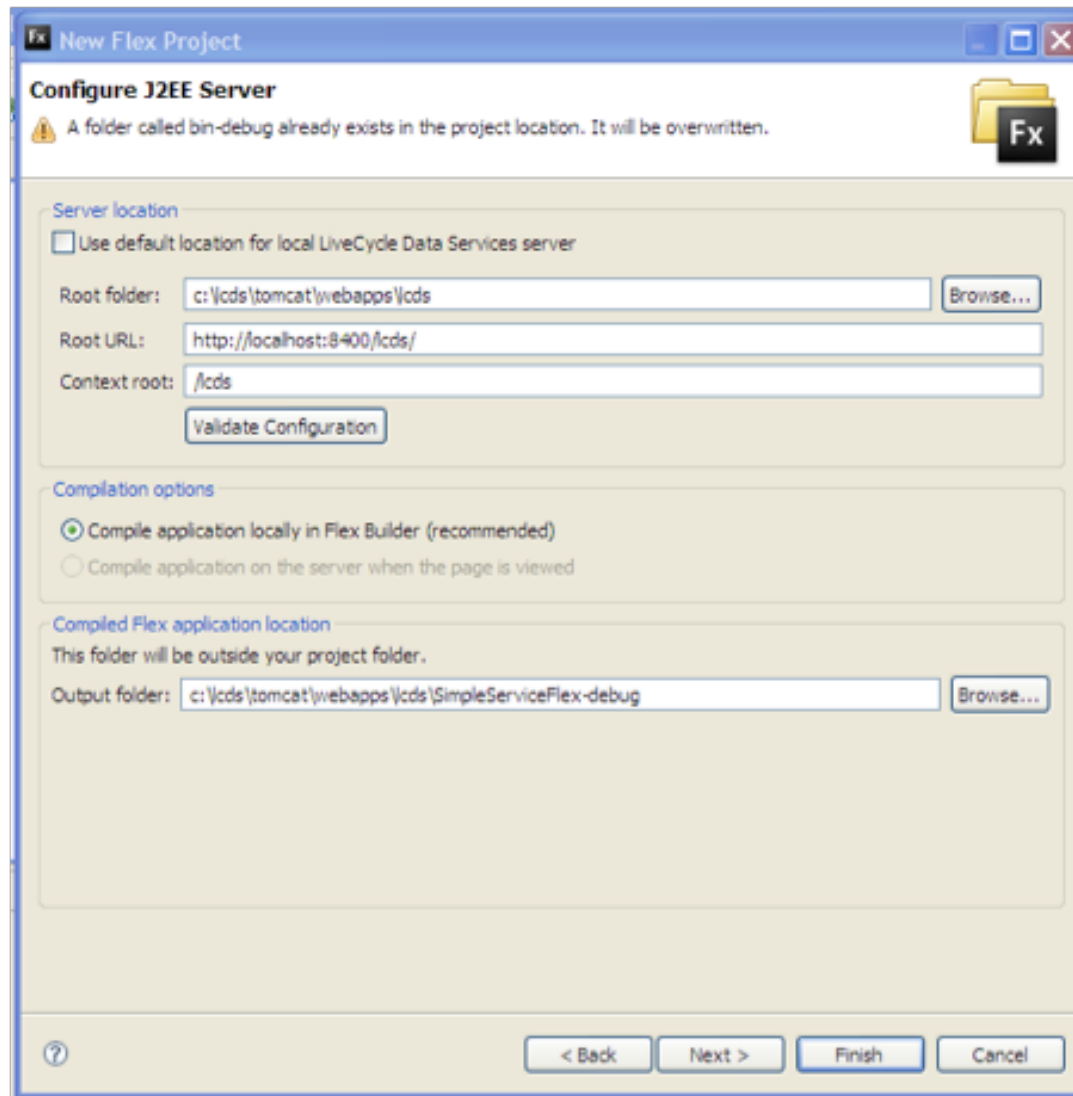 Fx New Flex Project
Configure J2EE Server
A folder called bin-debug already exists in the project location. It will be overwritten.
Fx
Server location
Use default location for local LiveCycle Data Services server
Root folder: c:\lcds\tomcat\webapps\lcds Browse...
Root URL: http://localhost:8400/lcds/
Context root: /lcds
Validate Configuration
Compilation options
Compile application locally in Flex Builder (recommended)
Compile application on the server when the page is viewed
Compiled Flex application location
This folder will be outside your project folder.
Output folder: c:\lcds\tomcat\webapps\lcds\SimpleServiceFlex-debug Browse...
? < Back Next > Finish Cancel